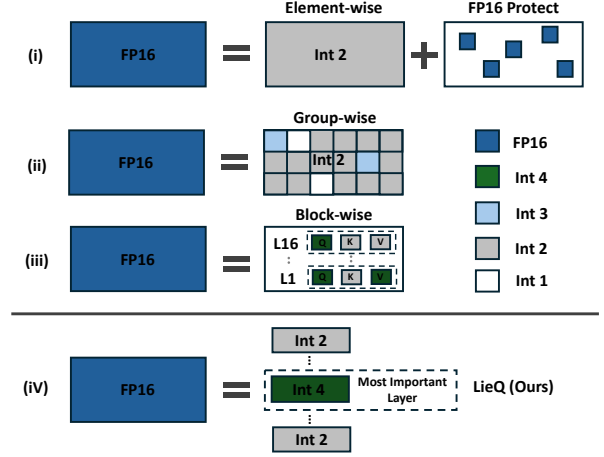 Element-wise
FP16 Protect
(i)
FP16
Int 2
Group-wise
(ii)
FP16
Int 2
Block-wise
(iii)
FP16
L16
Q
K
V
L1
Q
K
V
FP16
Int 4
Int 3
Int 2
Int 1
(iV)
FP16
Int 2
Int 4
Most Important
Layer
Int 2
LieQ (Ours)